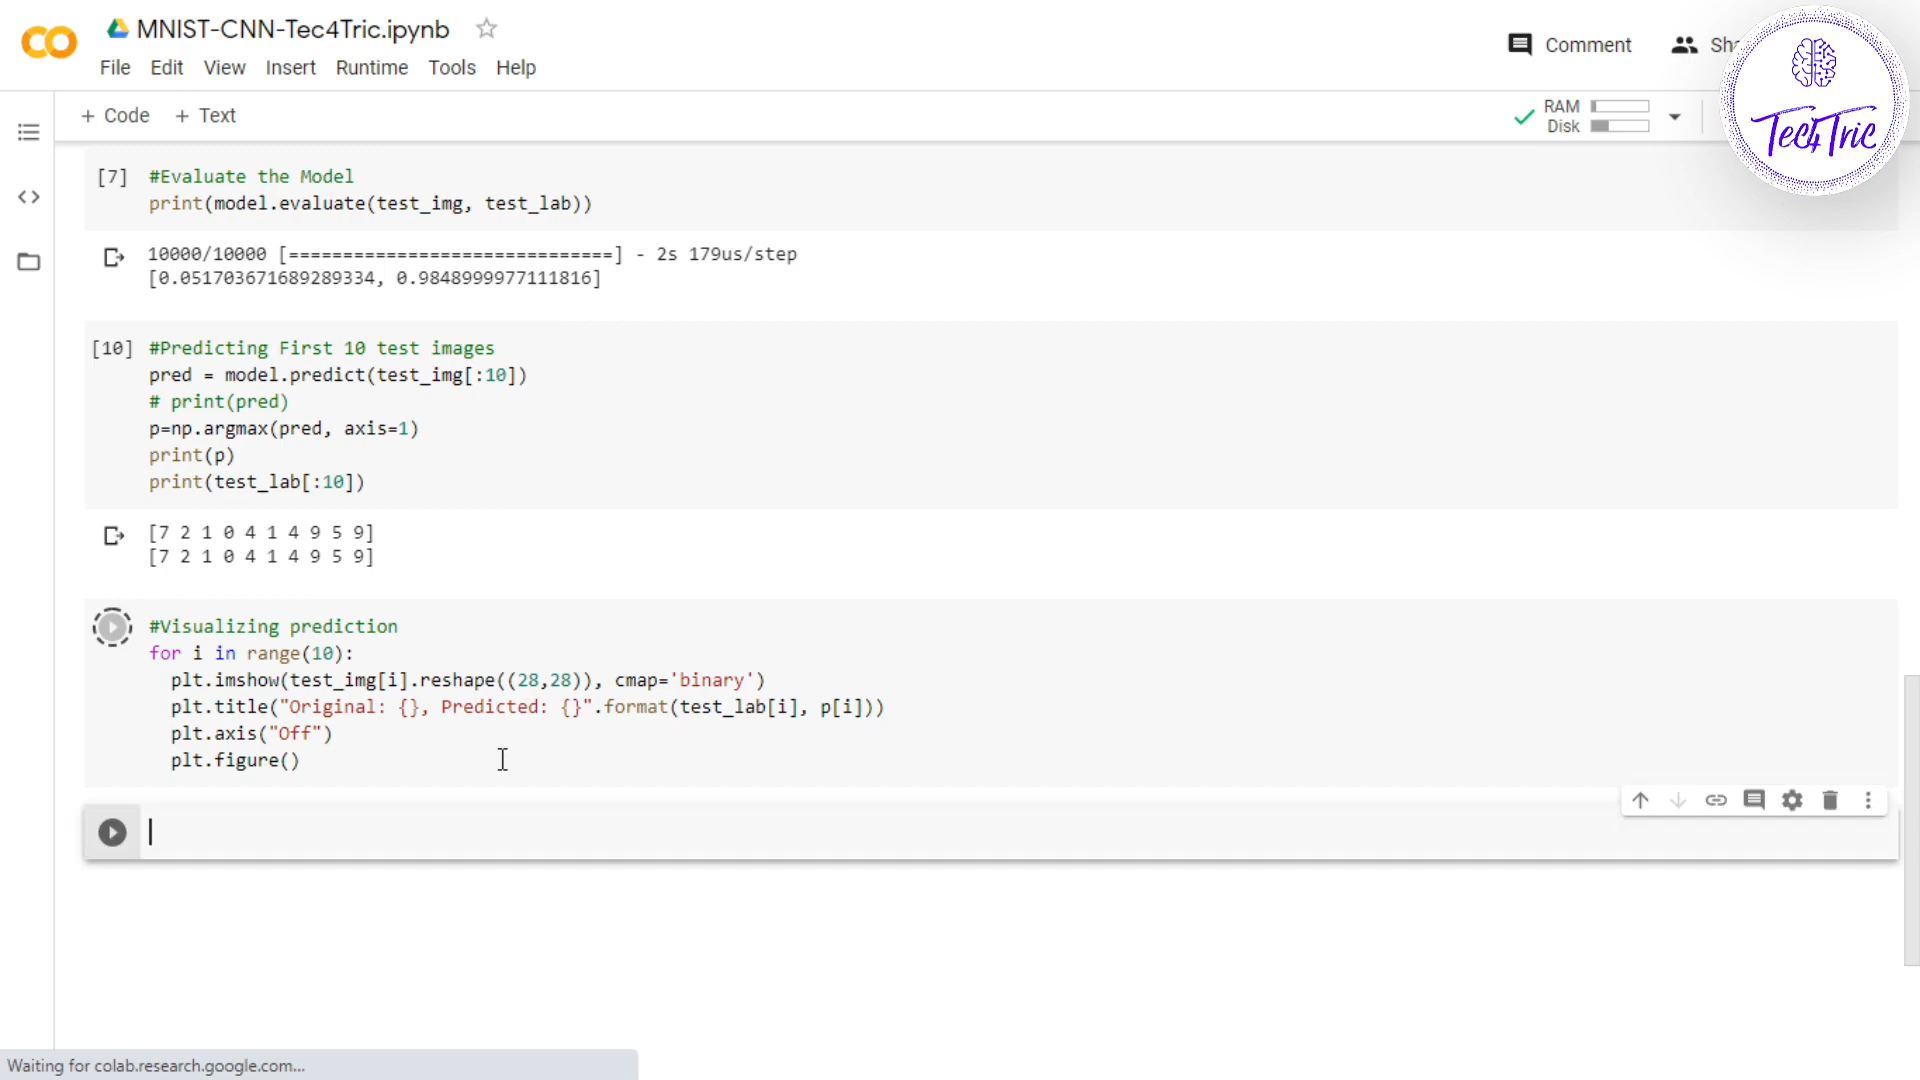 MNIST-CNN-Tec4Tric.ipynb
File Edit View Insert Runtime Tools Help
Comment
Tec4Tric
+ Code + Text
RAM
Disk
[7] #Evaluate the Model
print(model.evaluate(test_img, test_lab))
10000/10000 [==============================] - 2s 179us/step
[0.051703671689289334, 0.9848999977111816]
[10] #Predicting First 10 test images
pred = model.predict(test_img[:10])
# print(pred)
p=np.argmax(pred, axis=1)
print(p)
print(test_lab[:10])
[7 2 1 0 4 1 4 9 5 9]
[7 2 1 0 4 1 4 9 5 9]
#Visualizing prediction
for i in range(10):
plt.imshow(test_img[i].reshape((28,28)), cmap='binary')
plt.title("Original: {}, Predicted: {}".format(test_lab[i], p[i]))
plt.axis("Off")
plt.figure()
Waiting for colab.research.google.com...